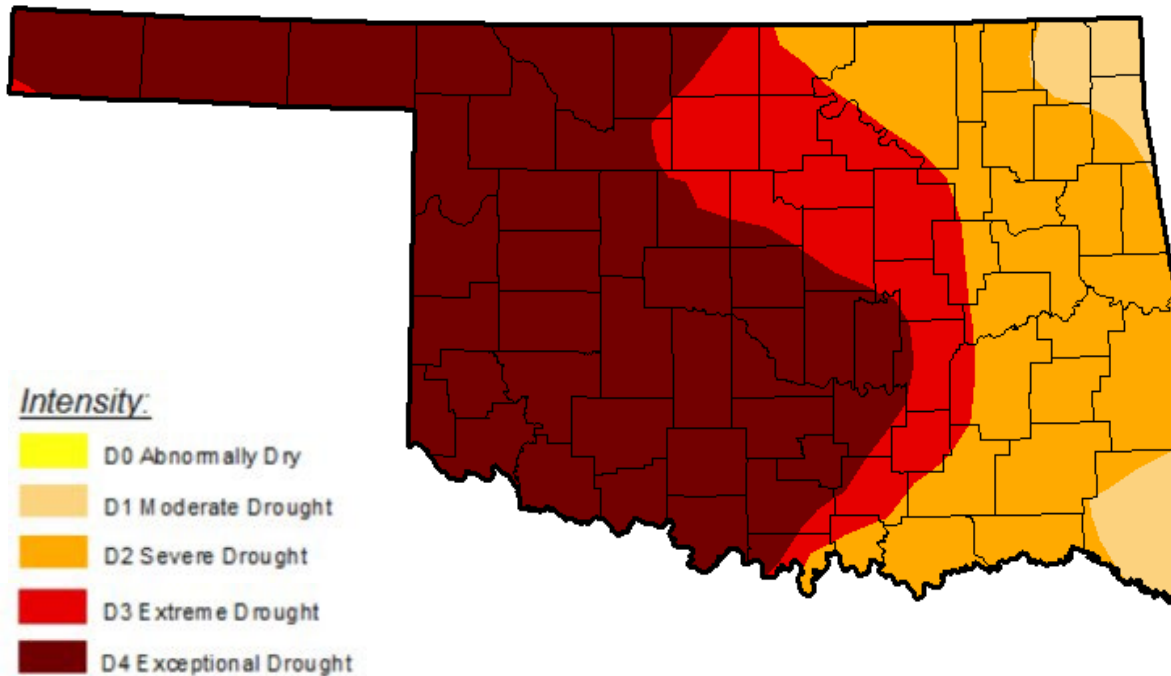 Intensity:
D0 Abnormally Dry
D1 Moderate Drought
D2 Severe Drought
D3 Extreme Drought
D4 Exceptional Drought